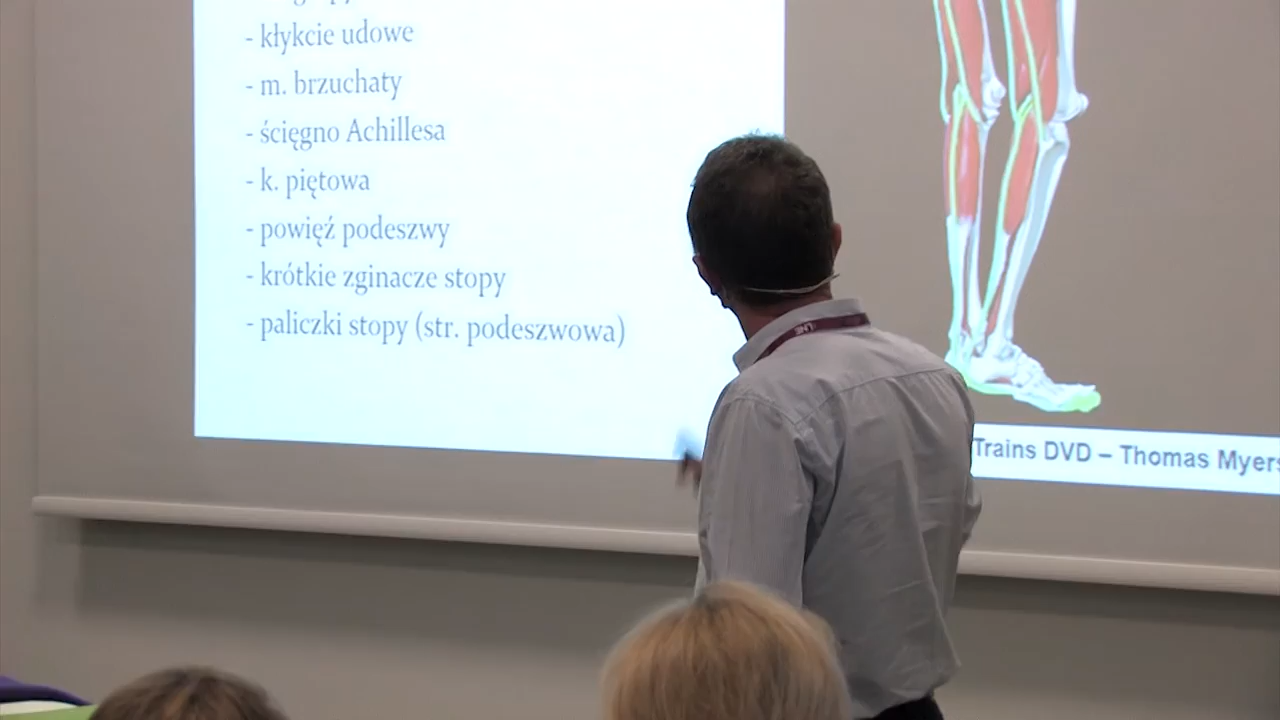 - kłykcie udowe
- m. brzuchaty
- ścięgno Achillesa
- k. piętowa
- powięź podeszwy
- krótkie zginacze stopy
- paliczki stopy (str. podeszwowa)
Trains DVD – Thomas Myers